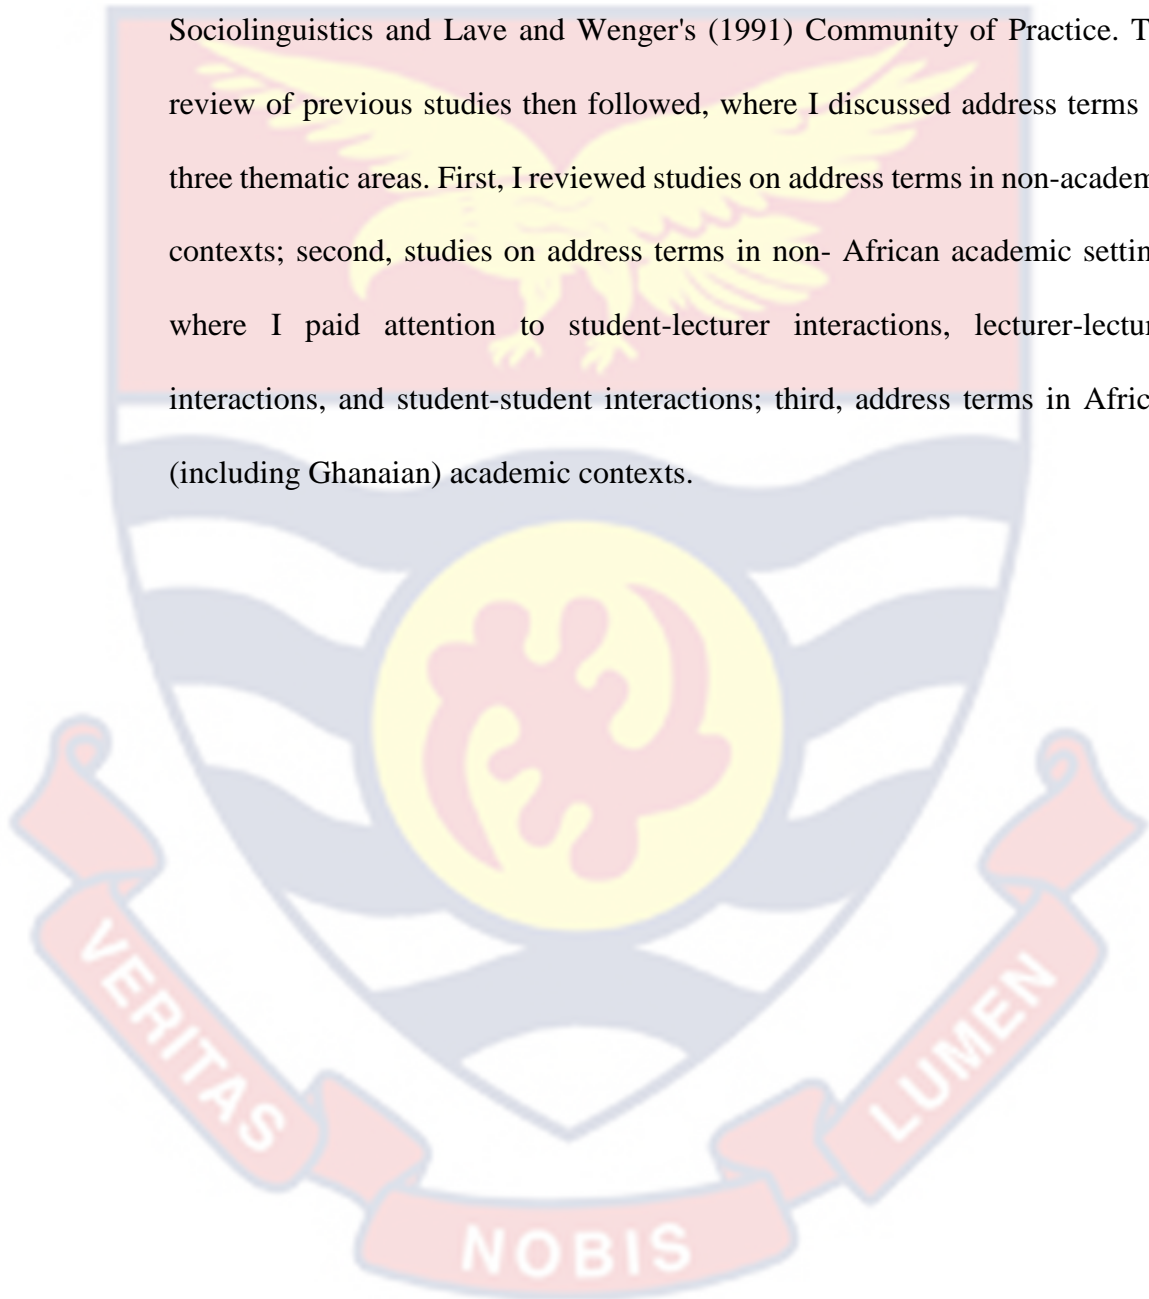 Sociolinguistics and Lave and Wenger's (1991) Community of Practice. T
review of previous studies then followed, where I discussed address terms
three thematic areas. First, I reviewed studies on address terms in non-academ
contexts; second, studies on address terms in non- African academic settin
where I paid attention to student-lecturer interactions, lecturer-lectur
interactions, and student-student interactions; third, address terms in Afric
(including Ghanaian) academic contexts.
VERITAS
NOBIS
LUMEN